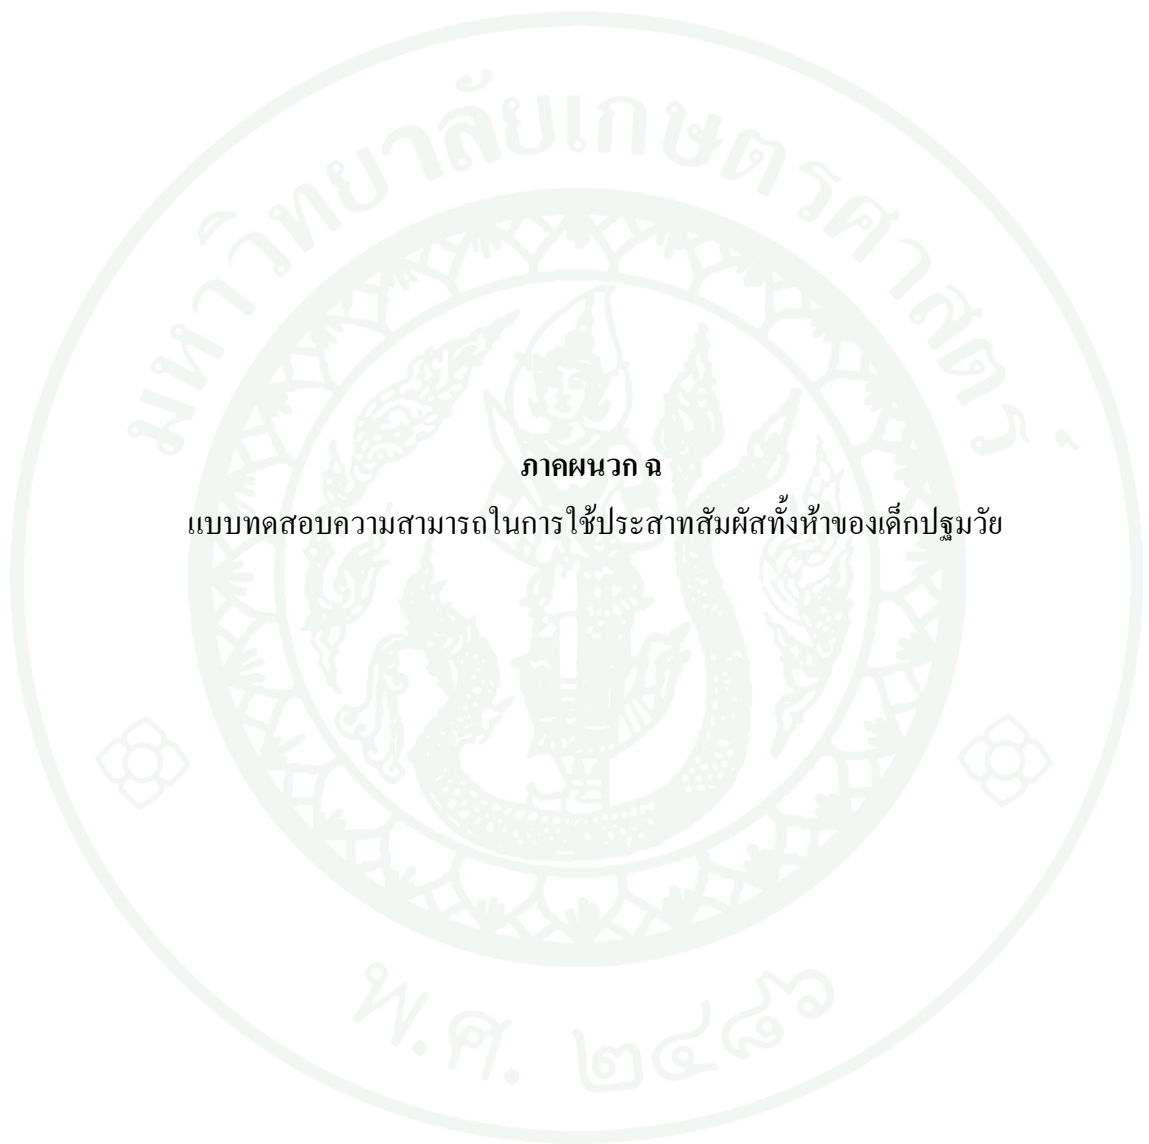 มหาวิทยาลัยเกษตรศาสตร์
ภาคผนวก ฉ
แบบทดสอบความสามารถในการใช้ประสาทสัมผัสทั้งห้าของเด็กปฐมวัย
พ.ศ. ๒๔๘๖